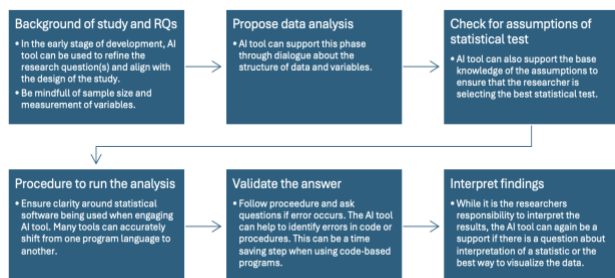 Background of study and RQs
• In the early stage of development, AI
tool can be used to refine the
research question(s) and align with
the design of the study.
• Be mindful of sample size and
measurement of variables.
Propose data analysis
• AI tool can support this phase
through dialogue about the
structure of data and variables.
Check for assumptions of
statistical test
• AI tool can also support the base
knowledge of the assumptions to
ensure that the researcher is
selecting the best statistical test.
Procedure to run the analysis
• Ensure clarity around statistical
software being used when engaging
AI tool. Many tools can accurately
shift from one program language to
another.
Validate the answer
• Follow proceedure and ask
questions if error occurs. The AI tool
can help to identify errors in code or
procedures. This can be a time
saving step when using code-based
programs.
Interpret findings
• While it is the researchers
responsibility to interpret the
results, the AI tool can again be
a support if there is a question about
interpretation of a statistic or the
best way to visualize the data.